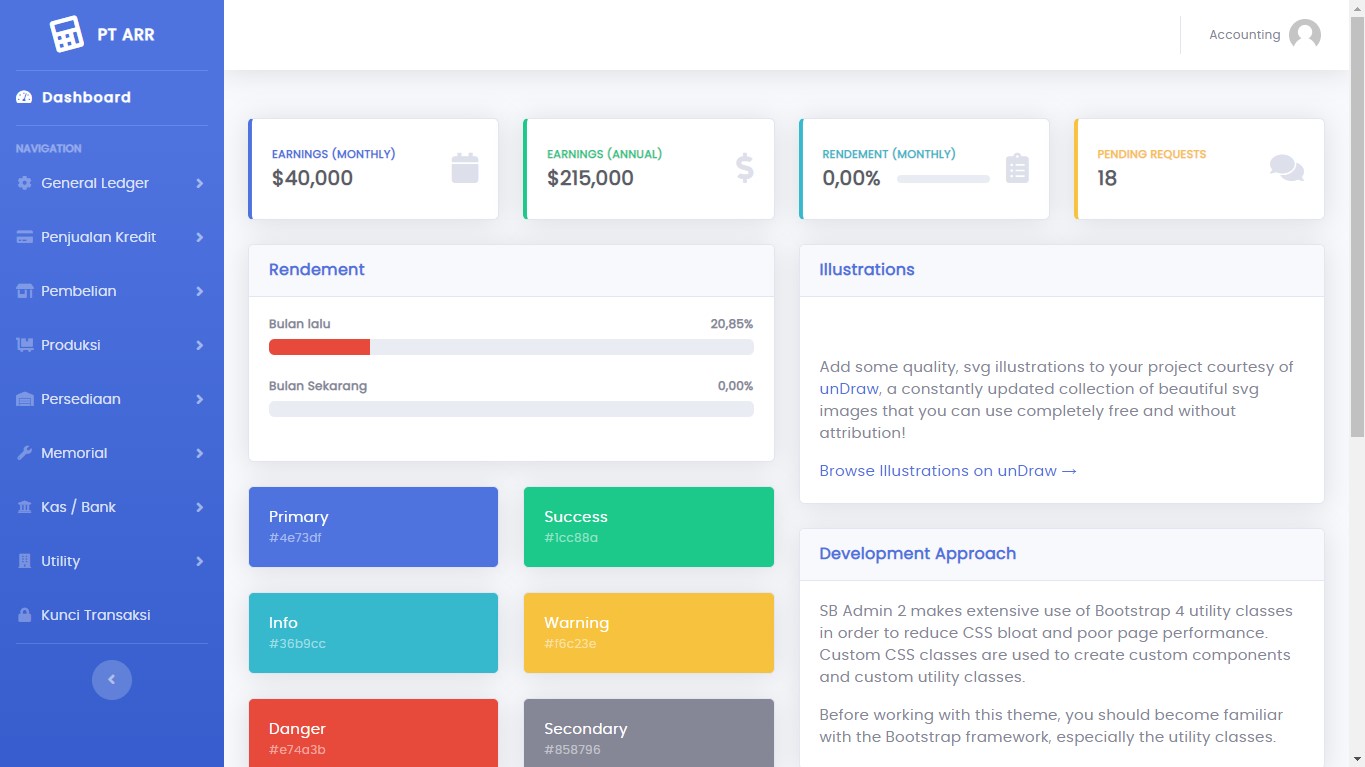 PT ARR
Accounting
Dashboard
NAVIGATION
General Ledger
Penjualan Kredit
Pembelian
Produksi
Persediaan
Memorial
Kas / Bank
Utility
Kunci Transaksi
EARNINGS (MONTHLY)
$40,000
EARNINGS (ANNUAL)
$215,000
RENDEMENT (MONTHLY)
0,00%
PENDING REQUESTS
18
Rendement
Bulan lalu 20,85%
Bulan Sekarang 0,00%
Primary
#4e73df
Success
#1cc88a
Info
#36b9cc
Warning
#f6c23e
Danger
#e74a3b
Secondary
#858796
Illustrations
Add some quality, svg illustrations to your project courtesy of
unDraw, a constantly updated collection of beautiful svg
images that you can use completely free and without
attribution!
Browse Illustrations on unDraw →
Development Approach
SB Admin 2 makes extensive use of Bootstrap 4 utility classes
in order to reduce CSS bloat and poor page performance.
Custom CSS classes are used to create custom components
and custom utility classes.
Before working with this theme, you should become familiar
with the Bootstrap framework, especially the utility classes.